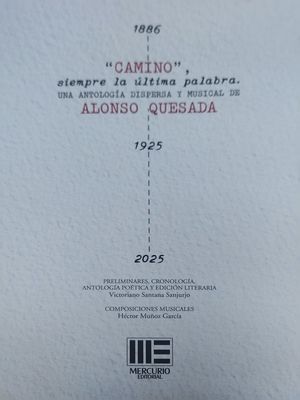 1886
"CAMINO",
siempre la última palabra.
UNA ANTOLOGÍA DISPERSA Y MUSICAL DE
ALONSO QUESADA
1925
2025
PRELIMINARES, CRONOLOGÍA,
ANTOLOGÍA POÉTICA Y EDICIÓN LITERARIA
Victoriano Santana Sanjurjo
COMPOSICIONES MUSICALES
Héctor Muñoz García
ME
MERCURIO
EDITORIAL